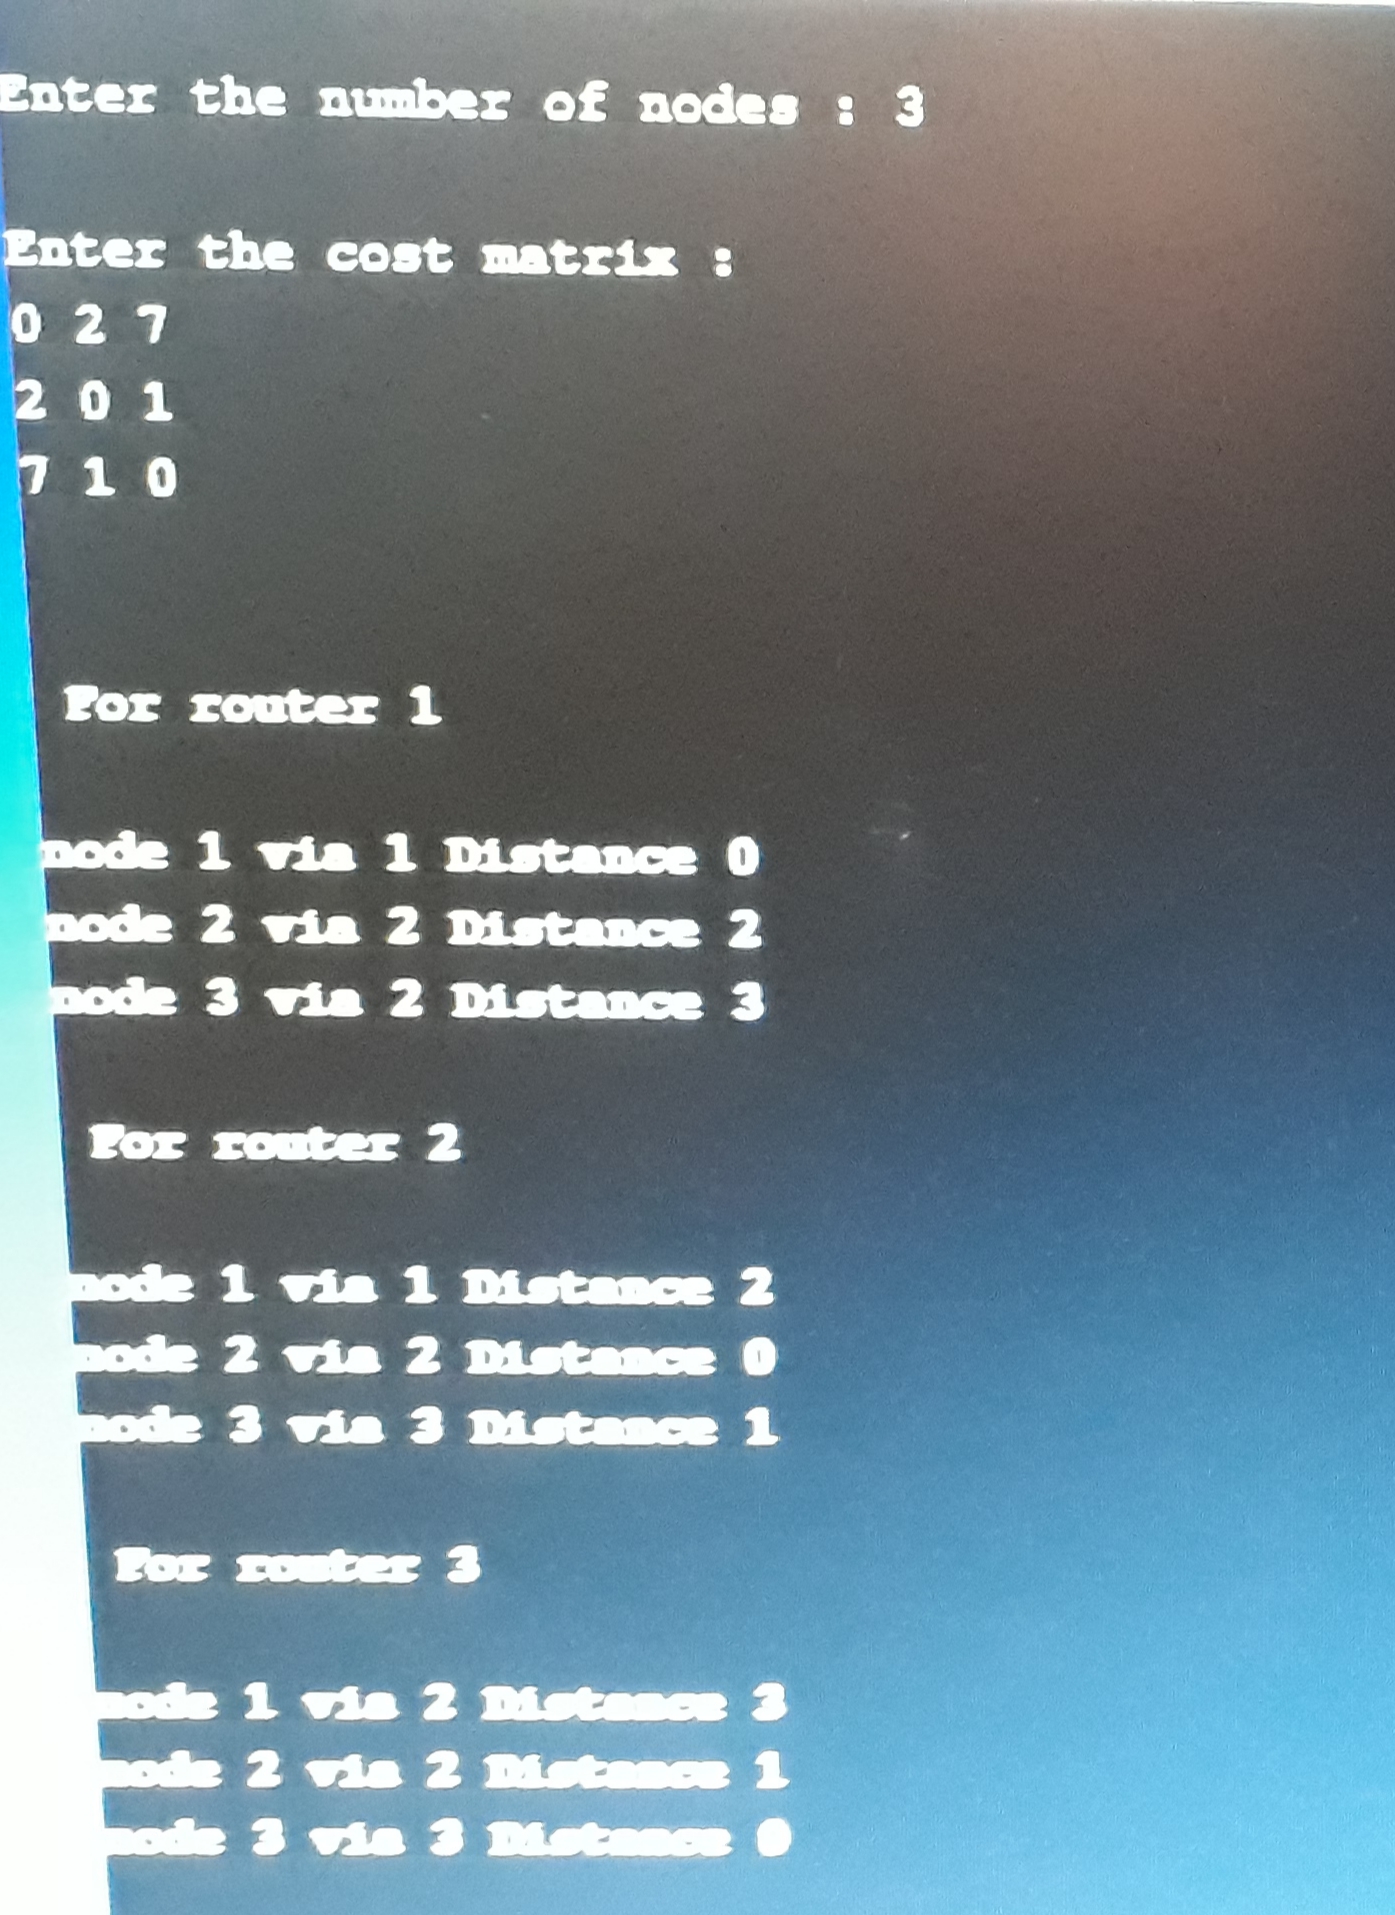 Enter the number of nodes : 3
Enter the cost matrix :
0 2 7
2 0 1
7 1 0
For router 1
node 1 via 1 Distance 0
node 2 via 2 Distance 2
node 3 via 2 Distance 3
For router 2
node 1 via 1 Distance 2
node 2 via 2 Distance 0
node 3 via 3 Distance 1
For router 3
node 1 via 2 Distance 3
node 2 via 2 Distance 1
node 3 via 3 Distance 0